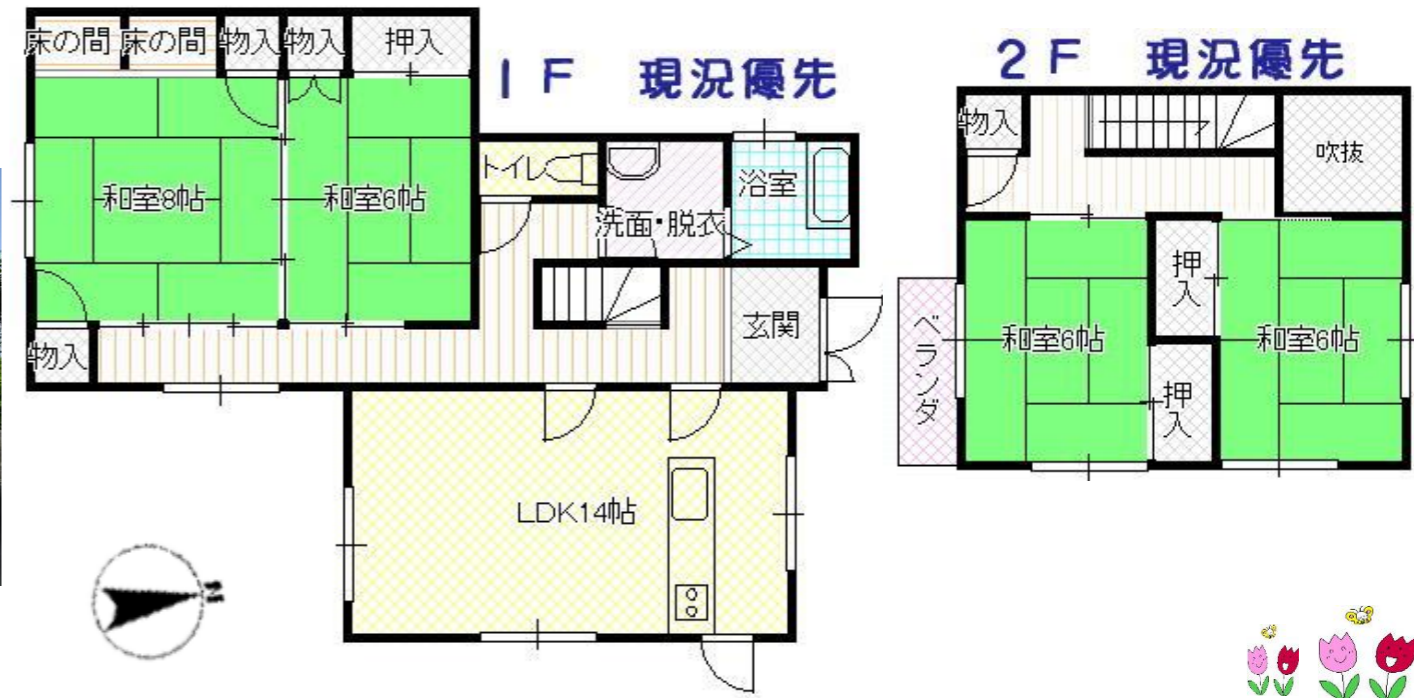 1F 現況優先
床の間
床の間
物入
物入
押入
和室8帖
和室6帖
トイレ
洗面・脱衣
浴室
玄関
物入
LDK14帖
N
2F 現況優先
物入
吹抜
押入
和室6帖
和室6帖
押入
ベランダ